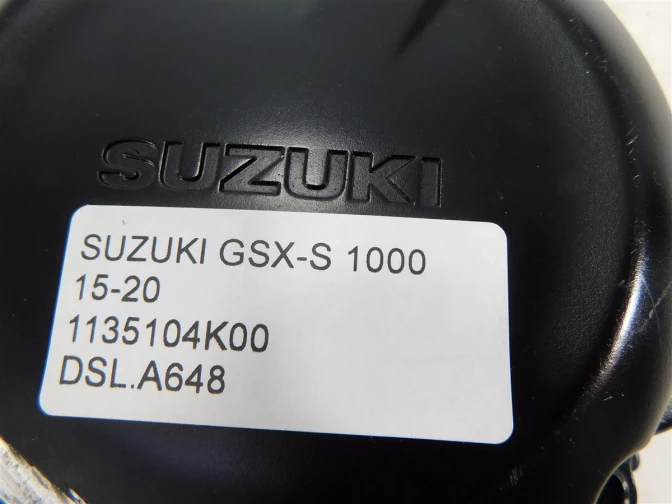 SUZUKI
SUZUKI GSX-S 1000
15-20
1135104K00
DSL.A648